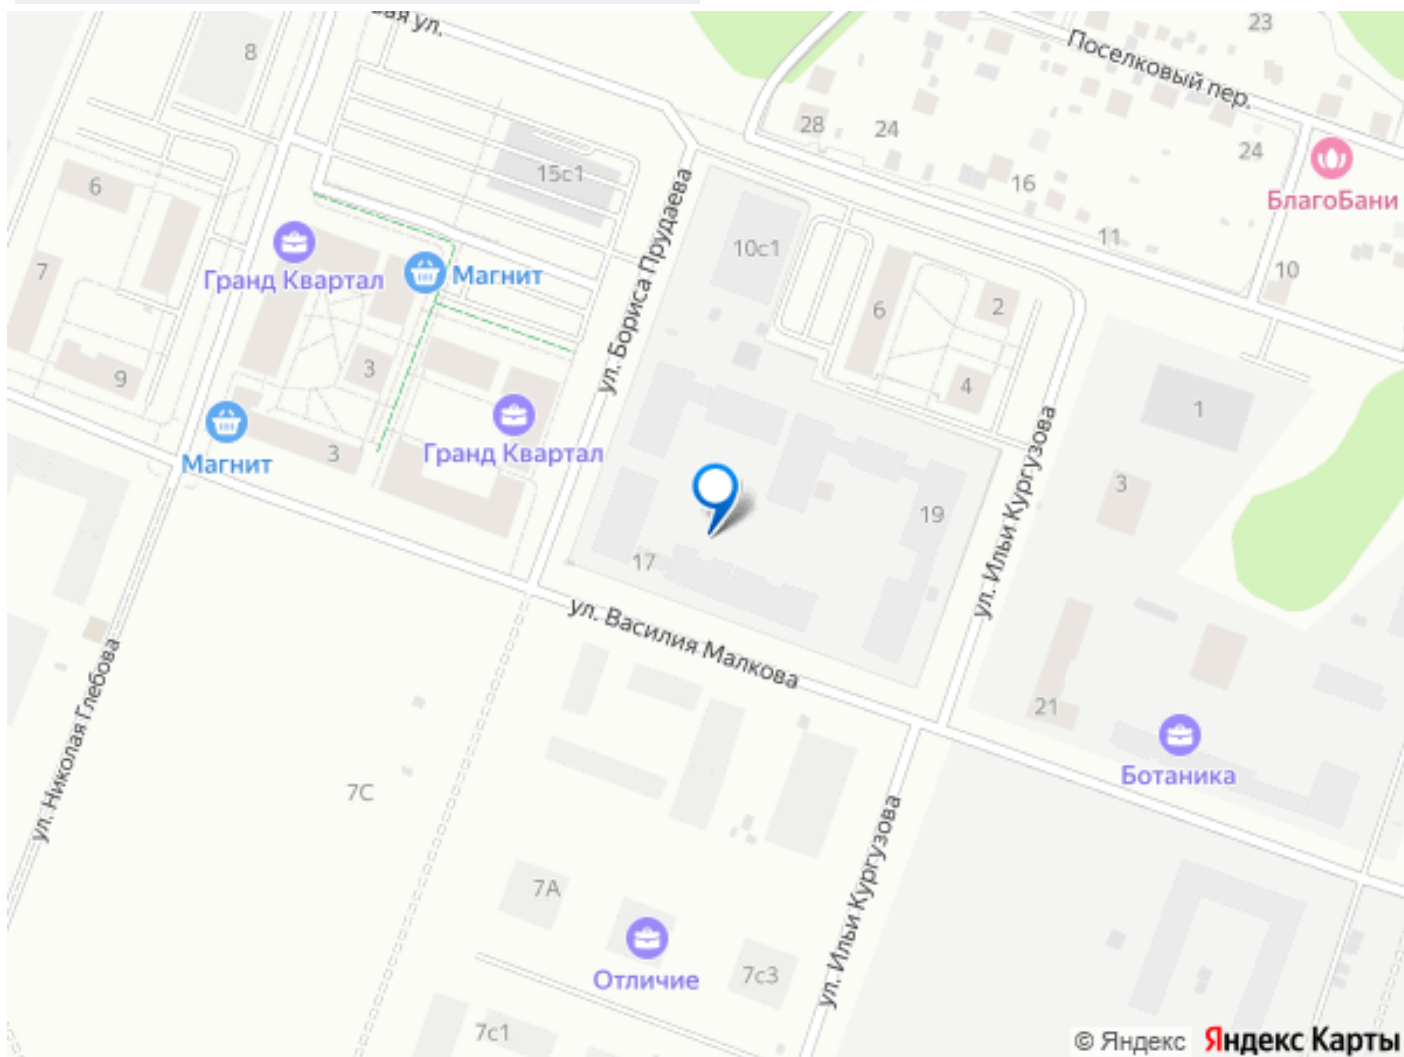 23
вая ул.
Поселковый пер.
8
28
24
24
15с1
16
БлагоБани
6
ул. Бориса Прудаева
10с1
11
7
Гранд Квартал
Магнит
10
6
2
3
4
9
1
ул. Ильи Кургузова
Магнит
3
Гранд Квартал
3
19
17
ул. Василия Малкова
ул. Николая Глебова
21
Ботаника
7С
ул. Ильи Кургузова
7А
Отличие
7с3
7с1
© Яндекс Яндекс Карты